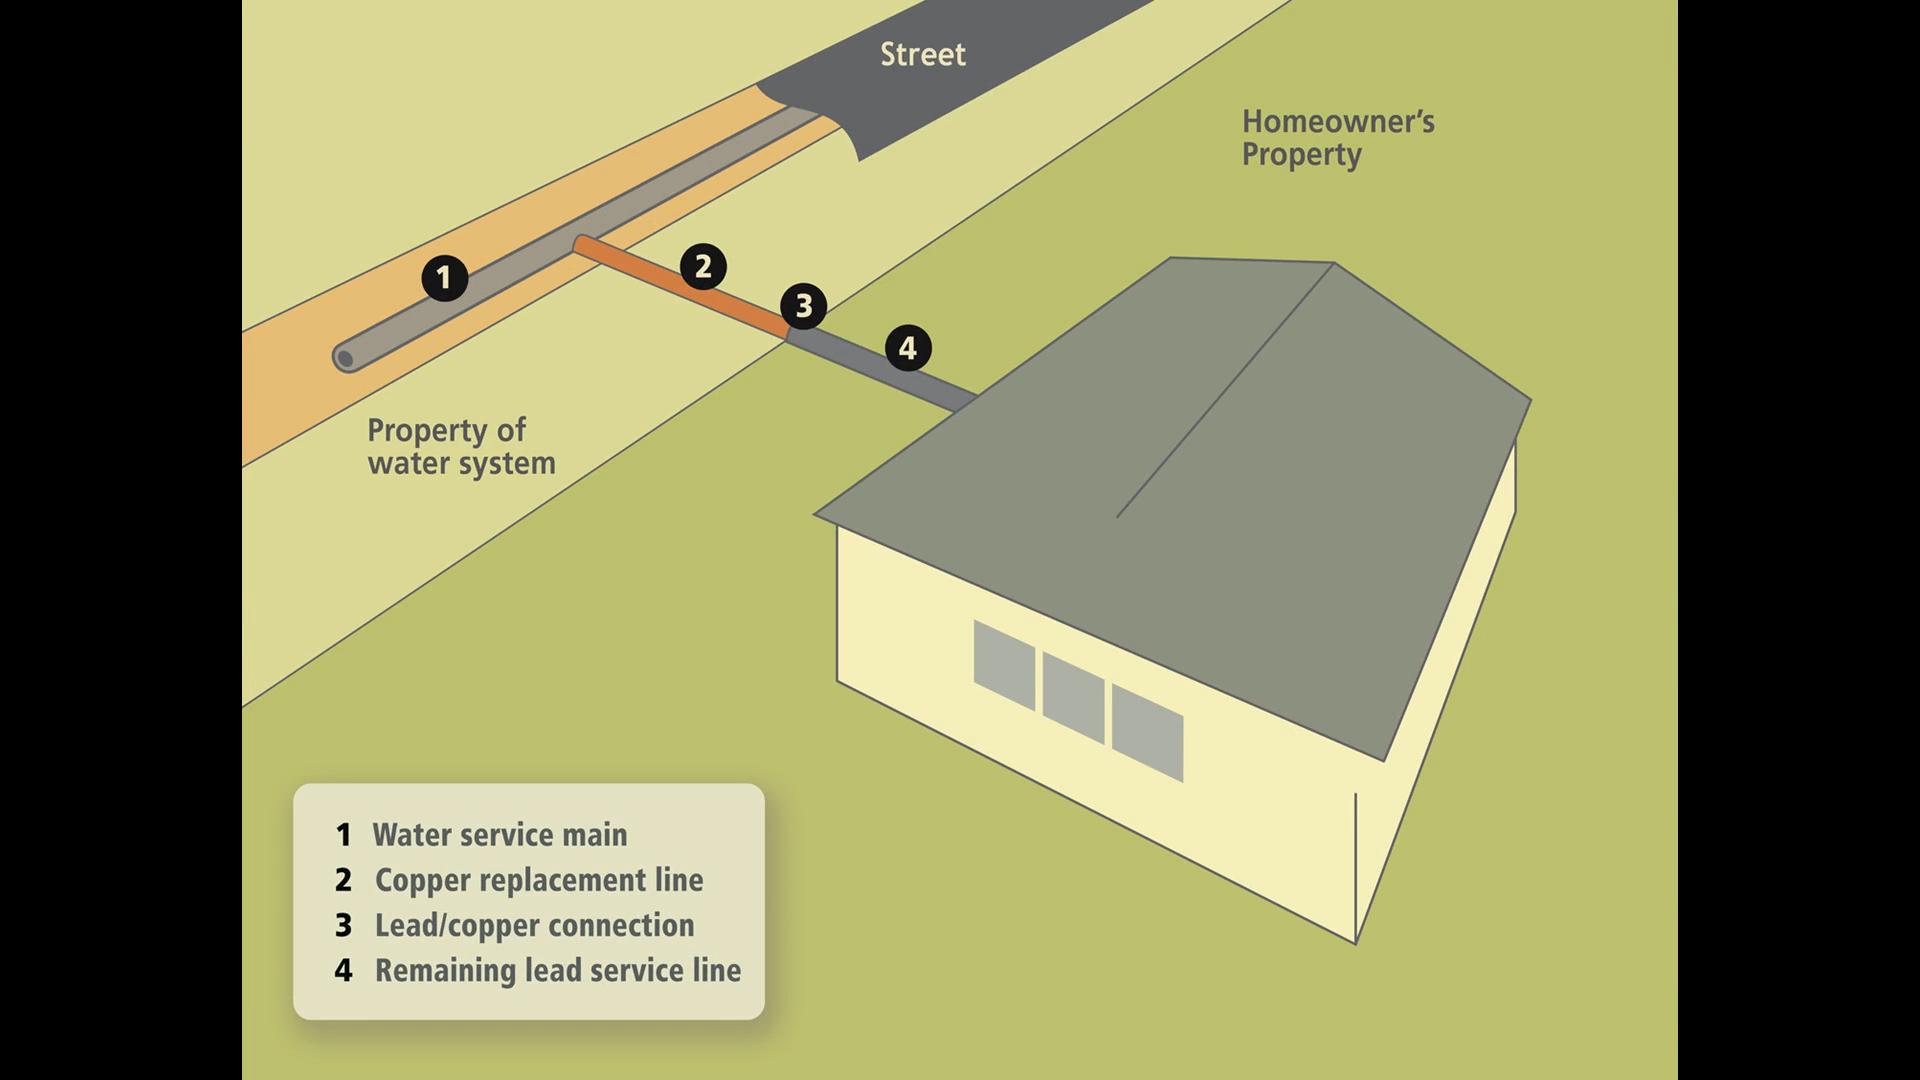 Street
Homeowner’s
Property
1
2
3
4
Property of
water system
1 Water service main
2 Copper replacement line
3 Lead/copper connection
4 Remaining lead service line